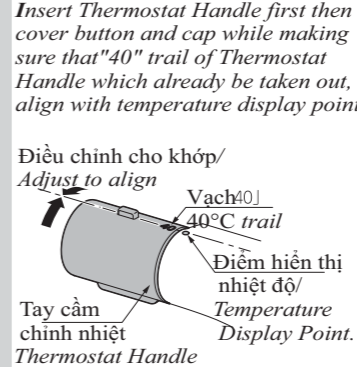 Insert Thermostat Handle first then
cover button and cap while making
sure that"40" trail of Thermostat
Handle which already be taken out,
align with temperature display point
Điều chỉnh cho khớp/
Adjust to align
Vạch40」
40°C trail
40
Điểm hiển thị
nhiệt độ/
Temperature
Display Point.
Tay cầm
chỉnh nhiệt
Thermostat Handle